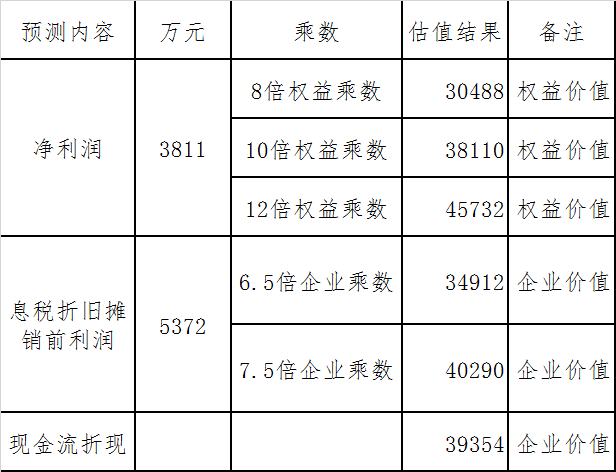 预测内容 万元 乘数 估值结果 备注
净利润 3811 8倍权益乘数 30488 权益价值
10倍权益乘数 38110 权益价值
12倍权益乘数 45732 权益价值
息税折旧摊
销前利润 5372 6.5倍企业乘数 34912 企业价值
7.5倍企业乘数 40290 企业价值
现金流折现 39354 企业价值